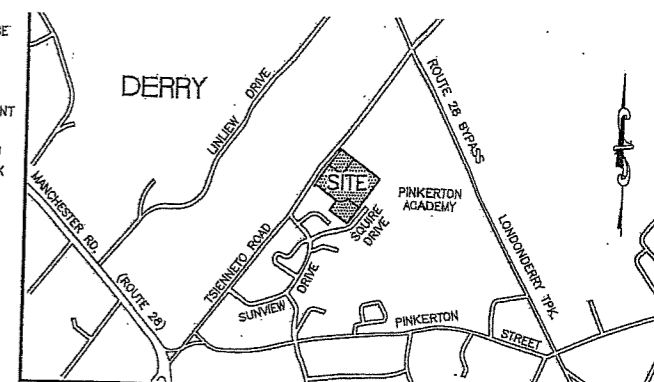 DERRY
LINLIEW DRIVE
ROUTE 28 BYPASS
SITE
PINKERTON
ACADEMY
SQUIRE
DRIVE
MANCHESTER RD.
(ROUTE 28)
TSIENNETO ROAD
LONDONDERRY TPK.
SUNVIEW
DRIVE
PINKERTON
STREET